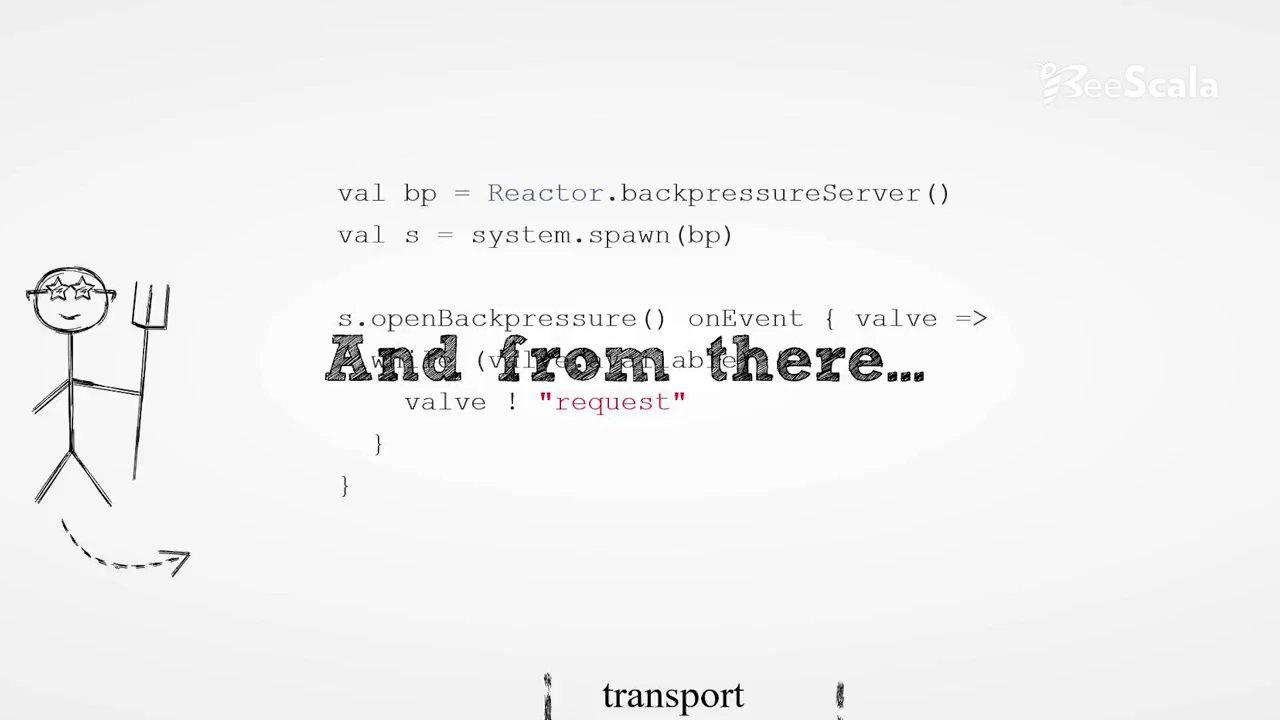 BeeScala
val bp = Reactor.backpressureServer()
val s = system.spawn(bp)
s.openBackpressure() onEvent { valve =>
And from there...
valve ! "request"
}
}
transport